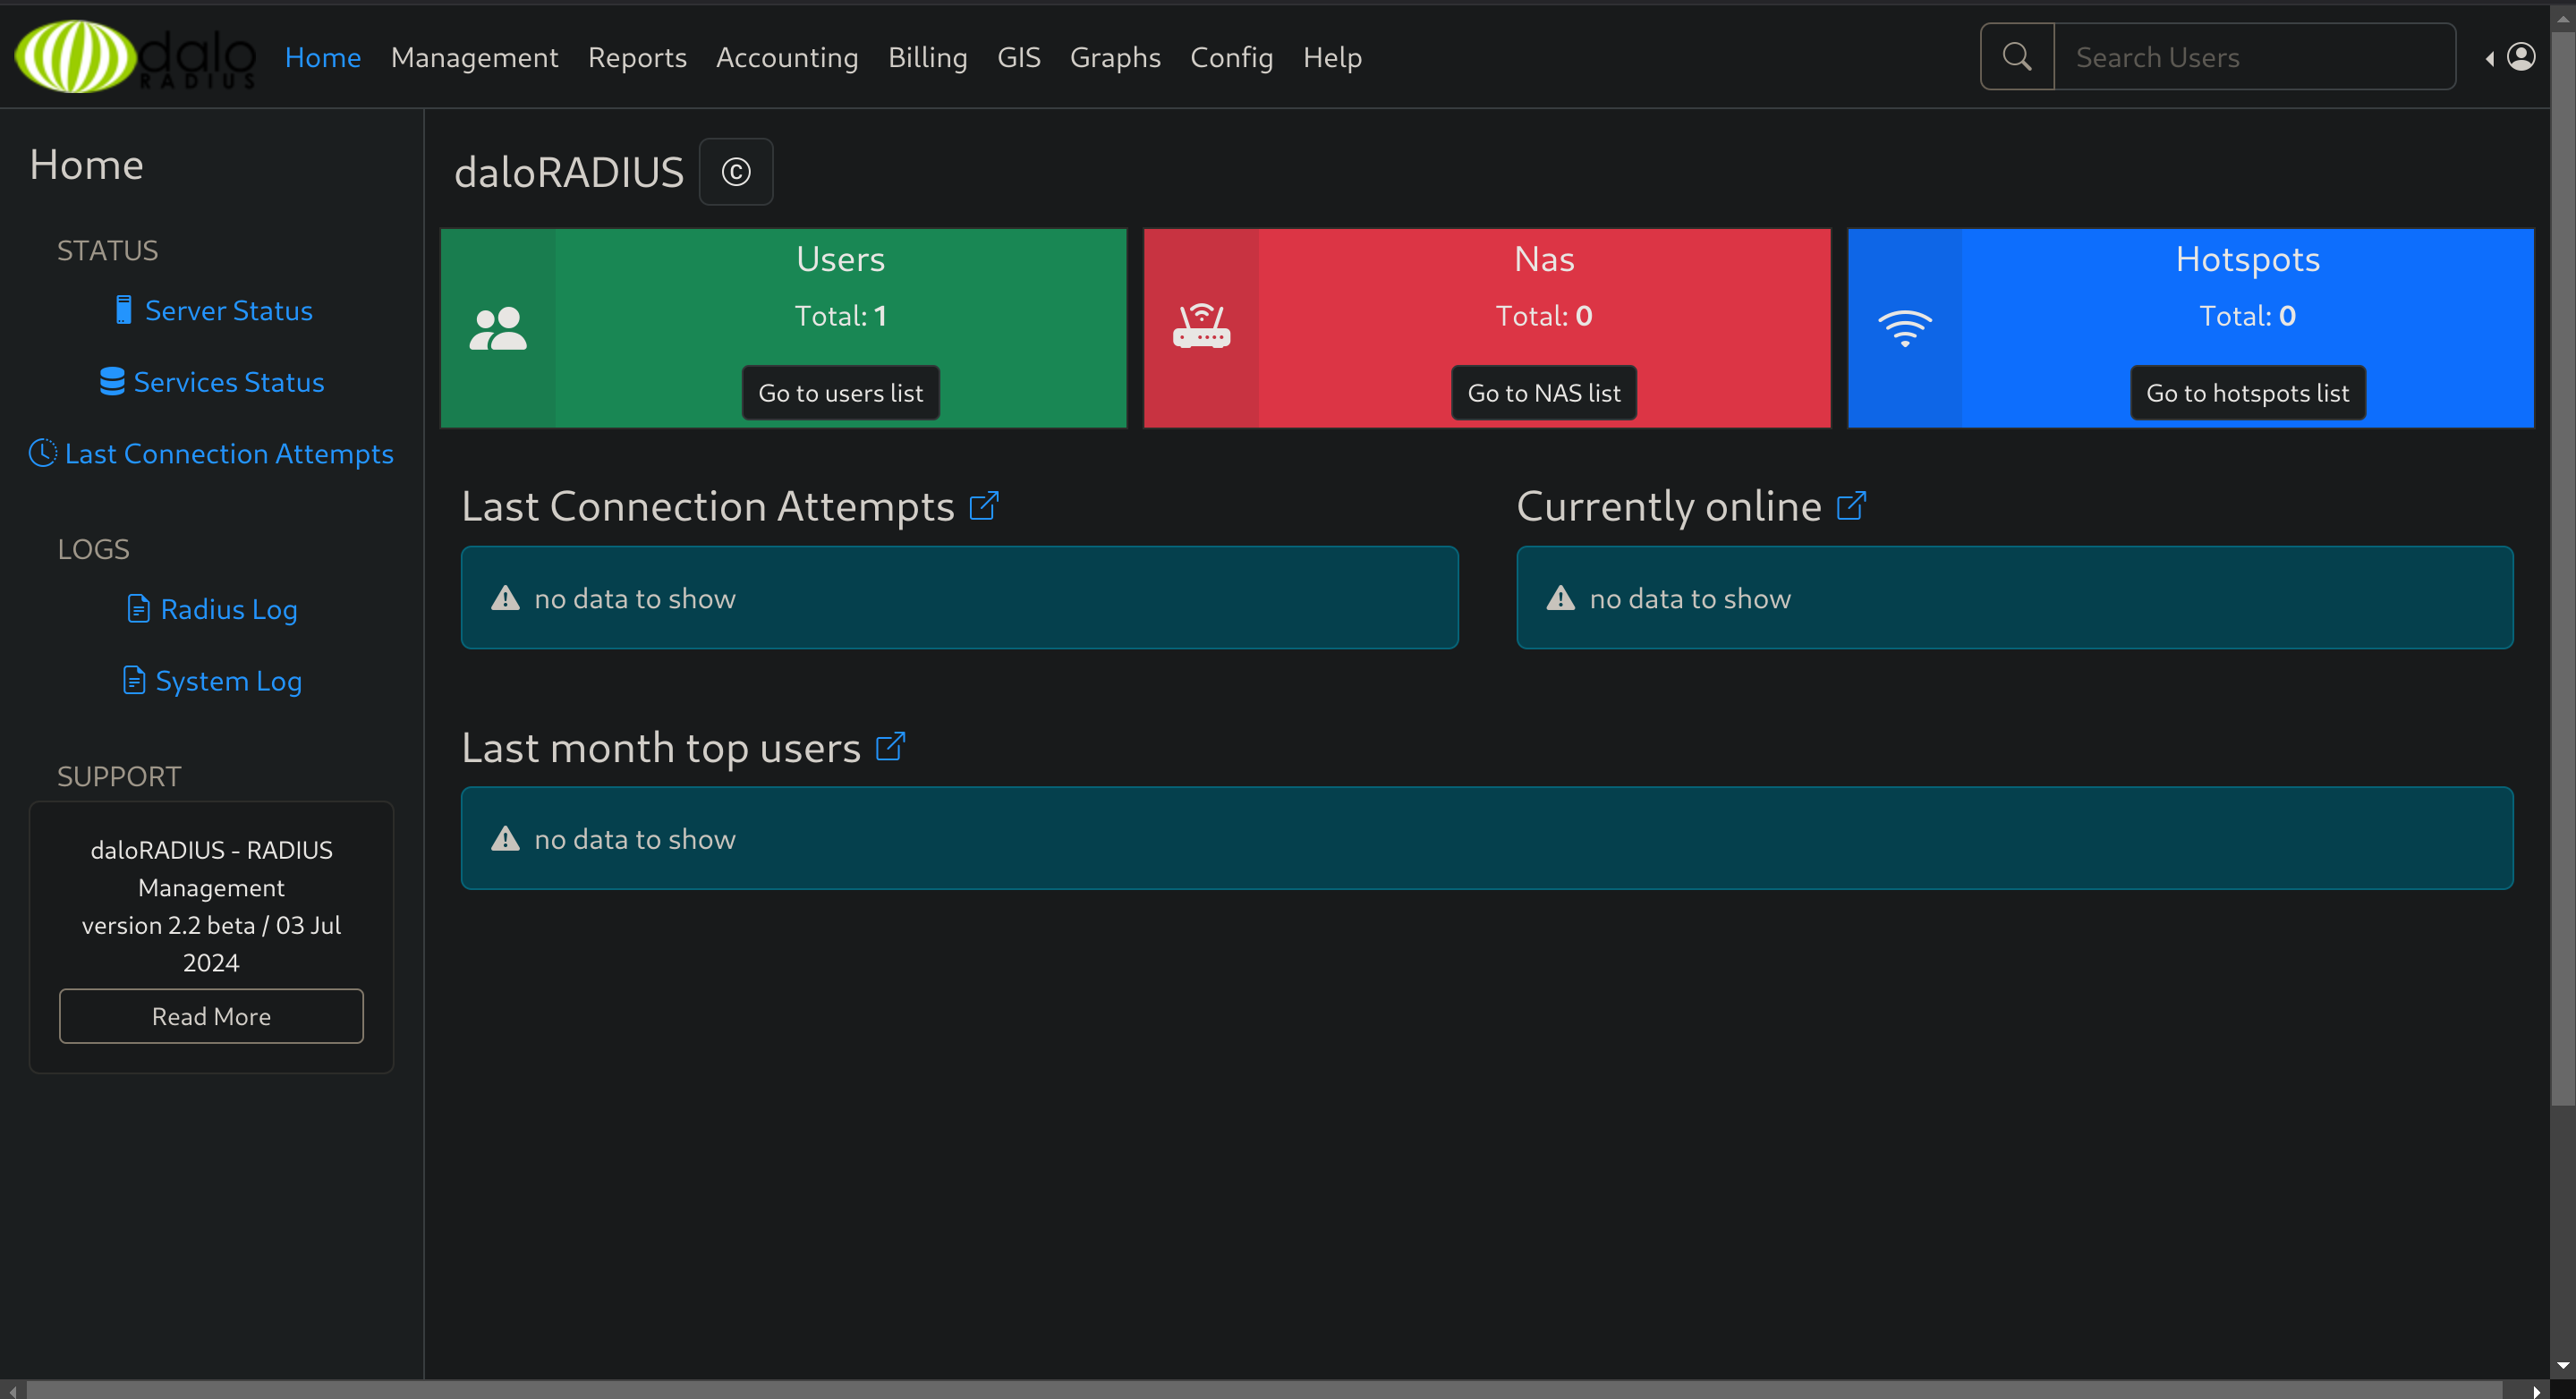 dalo
RADIUS
Home Management Reports Accounting Billing GIS Graphs Config Help
Search Users
Home
STATUS
Server Status
Services Status
Last Connection Attempts
LOGS
Radius Log
System Log
SUPPORT
daloRADIUS - RADIUS
Management
version 2.2 beta / 03 Jul
2024
Read More
daloRADIUS ©
Users
Total: 1
Go to users list
Nas
Total: 0
Go to NAS list
Hotspots
Total: 0
Go to hotspots list
Last Connection Attempts
no data to show
Currently online
no data to show
Last month top users
no data to show